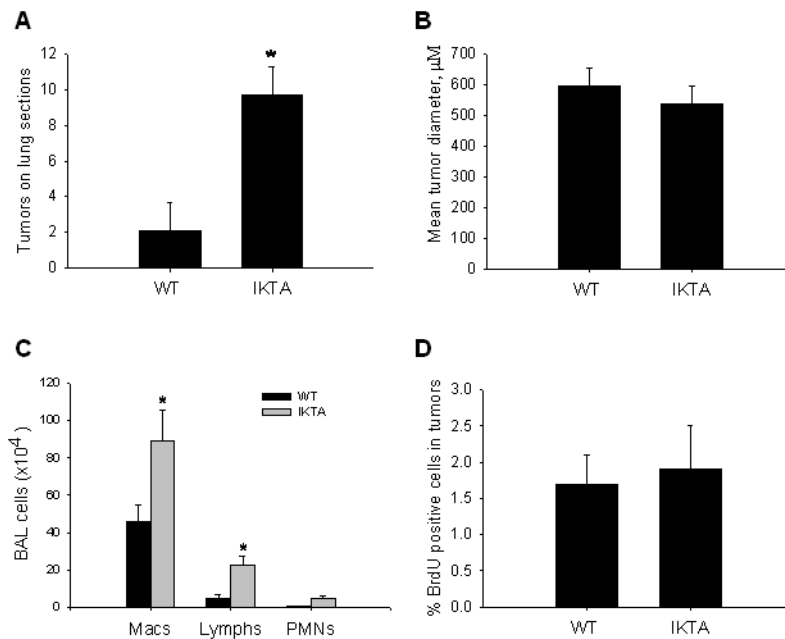 A
Tumors on lung sections
12
10
8
6
4
2
0
*
WT
IKTA
B
Mean tumor diameter, µM
700
600
500
400
300
200
100
0
WT
IKTA
C
BAL cells (x10⁴ )
120
100
80
60
40
20
0
WT
IKTA
*
*
Macs
Lymphs
PMNs
D
% BrdU positive cells in tumors
3.0
2.5
2.0
1.5
1.0
0.5
0.0
WT
IKTA